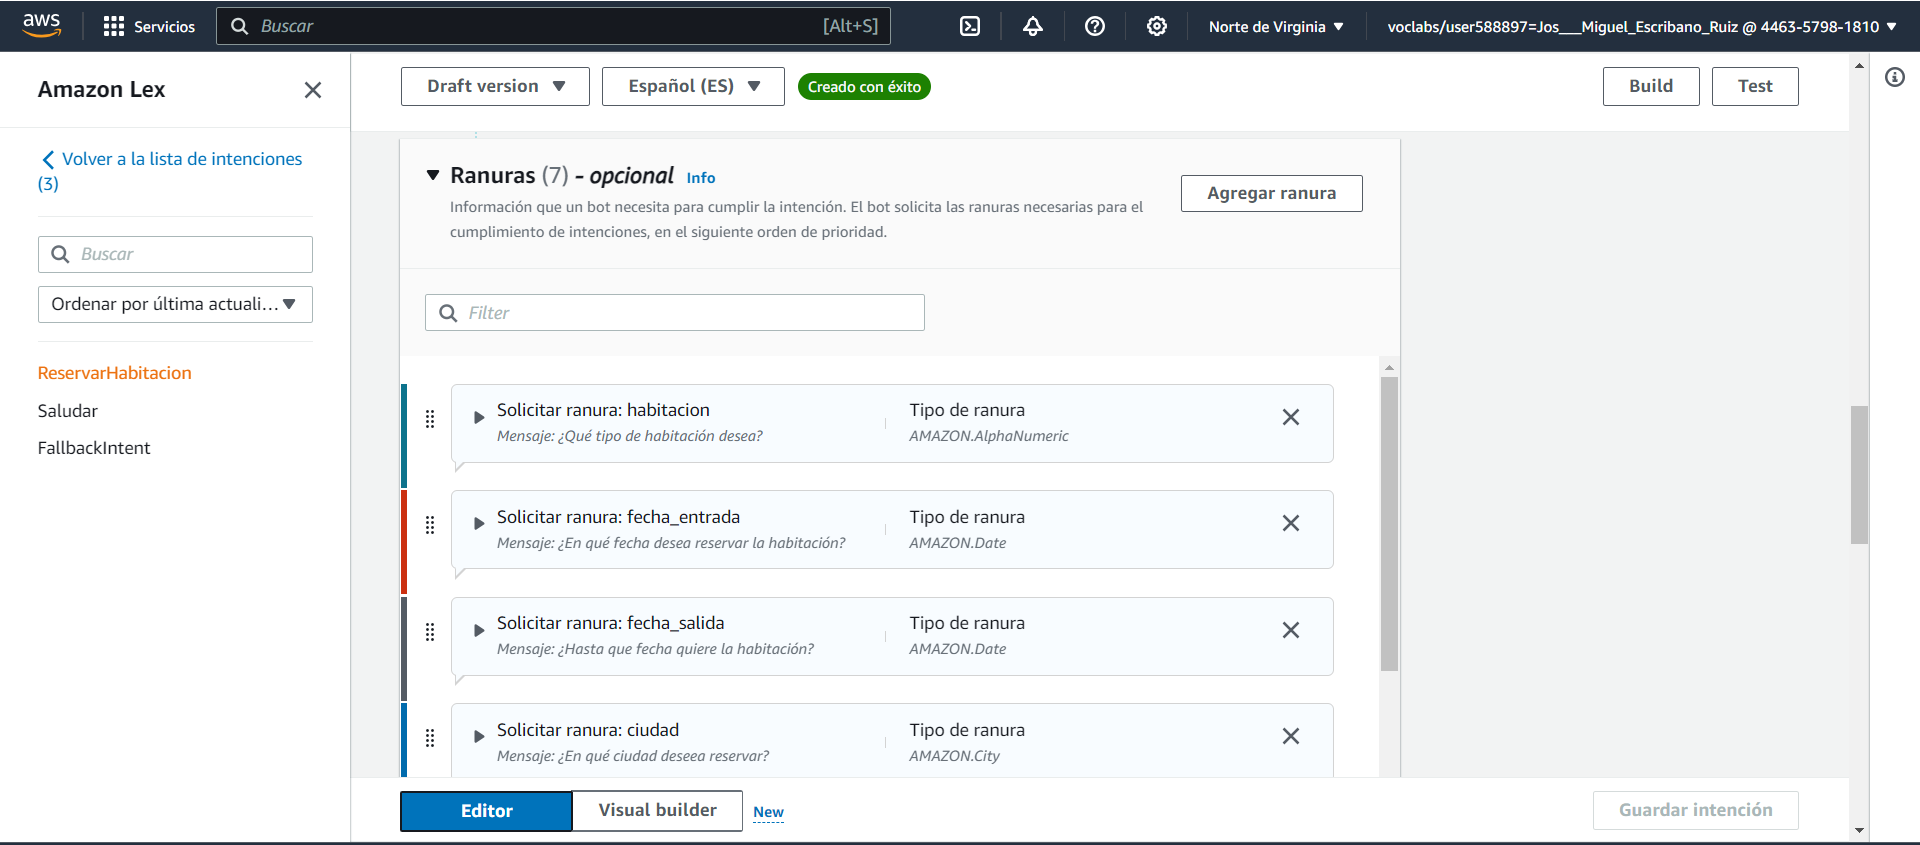 aws
Servicios
Buscar
[Alt+S]
Norte de Virginia
voclabs/user588897=Jos___Miguel_Escribano_Ruiz @ 4463-5798-1810
Amazon Lex
Volver a la lista de intenciones
(3)
Buscar
Ordenar por última actuali...
ReservarHabitacion
Saludar
FallbackIntent
Draft version
Español (ES)
Creado con éxito
Build
Test
Ranuras (7) - opcional Info
Información que un bot necesita para cumplir la intención. El bot solicita las ranuras necesarias para el
cumplimiento de intenciones, en el siguiente orden de prioridad.
Agregar ranura
Filter
Solicitar ranura: habitacion
Mensaje: ¿Qué tipo de habitación desea?
Tipo de ranura
AMAZON.AlphaNumeric
Solicitar ranura: fecha_entrada
Mensaje: ¿En qué fecha desea reservar la habitación?
Tipo de ranura
AMAZON.Date
Solicitar ranura: fecha_salida
Mensaje: ¿Hasta que fecha quiere la habitación?
Tipo de ranura
AMAZON.Date
Solicitar ranura: ciudad
Mensaje: ¿En qué ciudad deseea reservar?
Tipo de ranura
AMAZON.City
Editor
Visual builder
New
Guardar intención